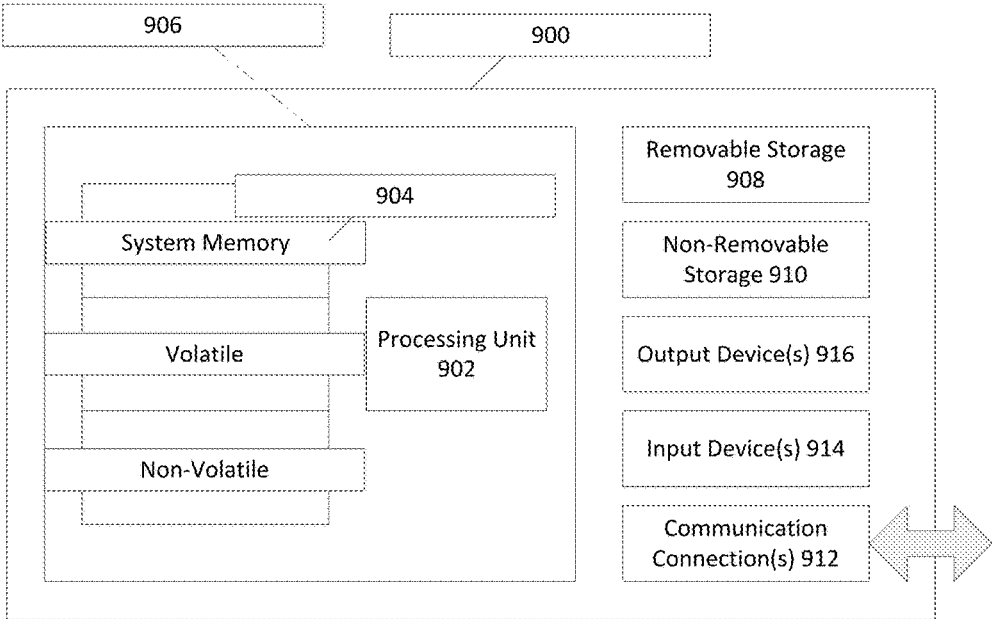 906
900
904
System Memory
Volatile
Non-Volatile
Processing Unit
902
Removable Storage
908
Non-Removable
Storage 910
Output Device(s) 916
Input Device(s) 914
Communication
Connection(s) 912